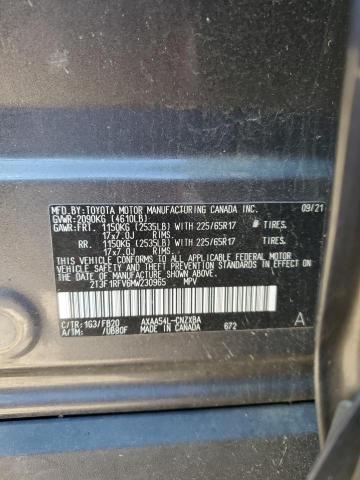 MFD.BY:TOYOTA MOTOR MANUFACTURING CANADA INC. 09/21
GVWR:2090KG (4610LB)
GAWR:FRT. 1150KG (2535LB) WITH 225/65R17 TIRES,
17x7.0J RIMS,
RR. 1150KG (2535LB) WITH 225/65R17 TIRES,
17x7.0J RIMS,
THIS VEHICLE CONFORMS TO ALL APPLICABLE
FEDERAL MOTOR VEHICLE SAFETY AND BUMPER
STANDARDS IN EFFECT ON THE DATE OF
MANUFACTURE SHOWN ABOVE.
2T3F1RFV6MW230965 MPV
C/TR:1G3/FB20 AXAA54L-CNZXBA A
A/TM: /UB80F MADE IN CANADA 672